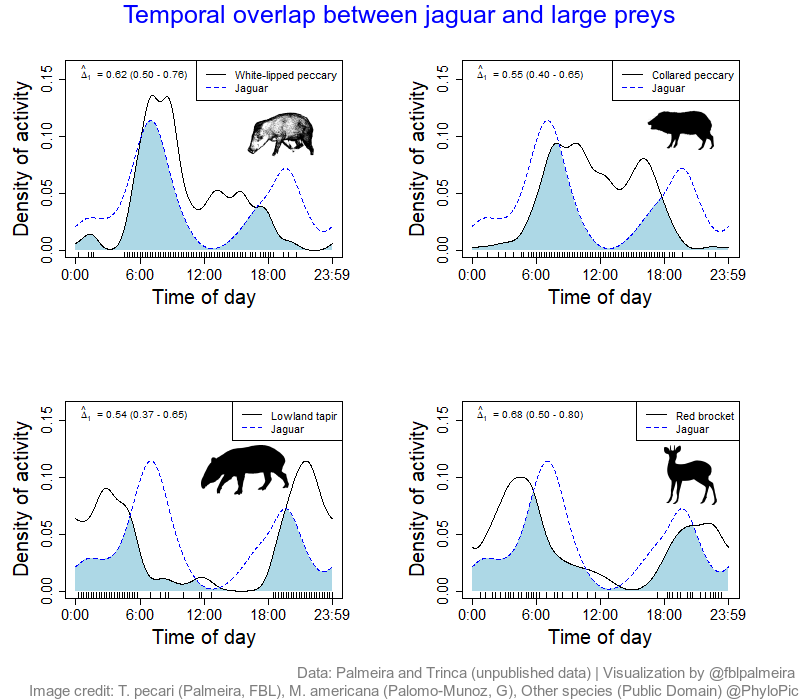 Temporal overlap between jaguar and large preys
Δ̂₁ = 0.62 (0.50 - 0.76)
White-lipped peccary
Jaguar
Density of activity
0.15
0.10
0.05
0.00
0:00 6:00 12:00 18:00 23:59
Time of day
Δ̂₁ = 0.55 (0.40 - 0.65)
Collared peccary
Jaguar
Density of activity
0.15
0.10
0.05
0.00
0:00 6:00 12:00 18:00 23:59
Time of day
Δ̂₁ = 0.54 (0.37 - 0.65)
Lowland tapir
Jaguar
Density of activity
0.15
0.10
0.05
0.00
0:00 6:00 12:00 18:00 23:59
Time of day
Δ̂₁ = 0.68 (0.50 - 0.80)
Red brocket
Jaguar
Density of activity
0.15
0.10
0.05
0.00
0:00 6:00 12:00 18:00 23:59
Time of day
Data: Palmeira and Trinca (unpublished data) | Visualization by @fblpalmeira
Image credit: T. pecari (Palmeira, FBL), M. americana (Palomo-Munoz, G), Other species (Public Domain) @PhyloPic